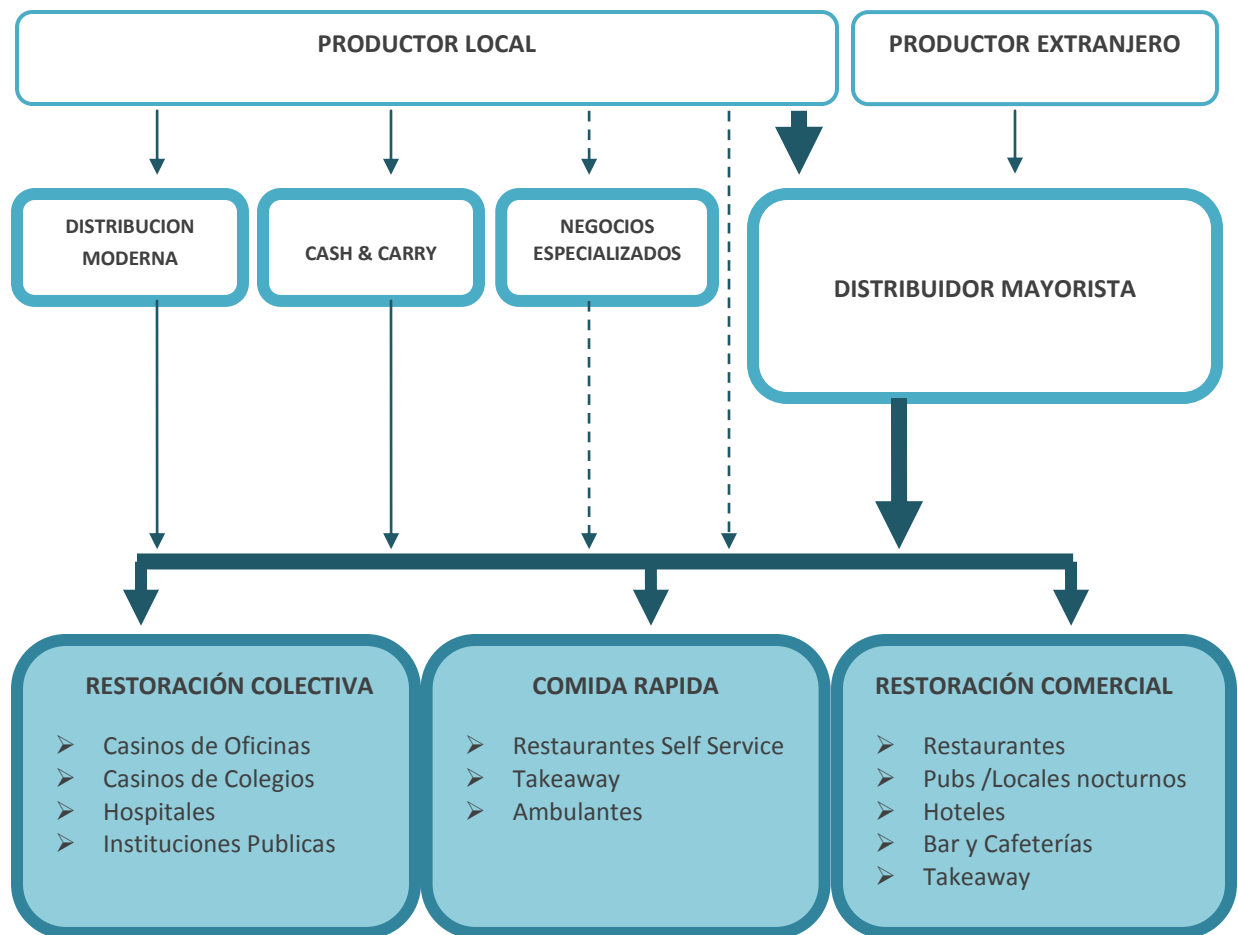 PRODUCTOR LOCAL
PRODUCTOR EXTRANJERO
DISTRIBUCION
MODERNA
CASH & CARRY
NEGOCIOS
ESPECIALIZADOS
DISTRIBUIDOR MAYORISTA
RESTORACIÓN COLECTIVA
Casinos de Oficinas
Casinos de Colegios
Hospitales
Instituciones Publicas
COMIDA RAPIDA
Restaurantes Self Service
Takeaway
Ambulantes
RESTORACIÓN COMERCIAL
Restaurantes
Pubs /Locales nocturnos
Hoteles
Bar y Cafeterías
Takeaway